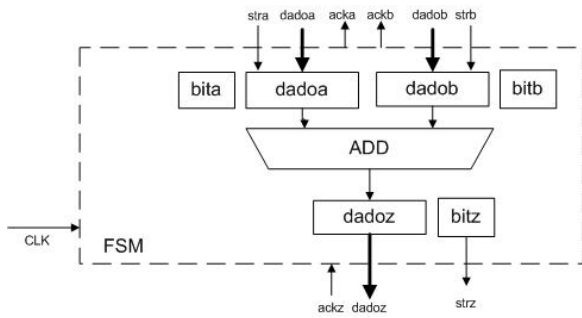 stra dadoa acka ackb dadob strb
bita dadoa dadob bitb
ADD
dadoz bitz
CLK
FSM
ackz dadoz strz